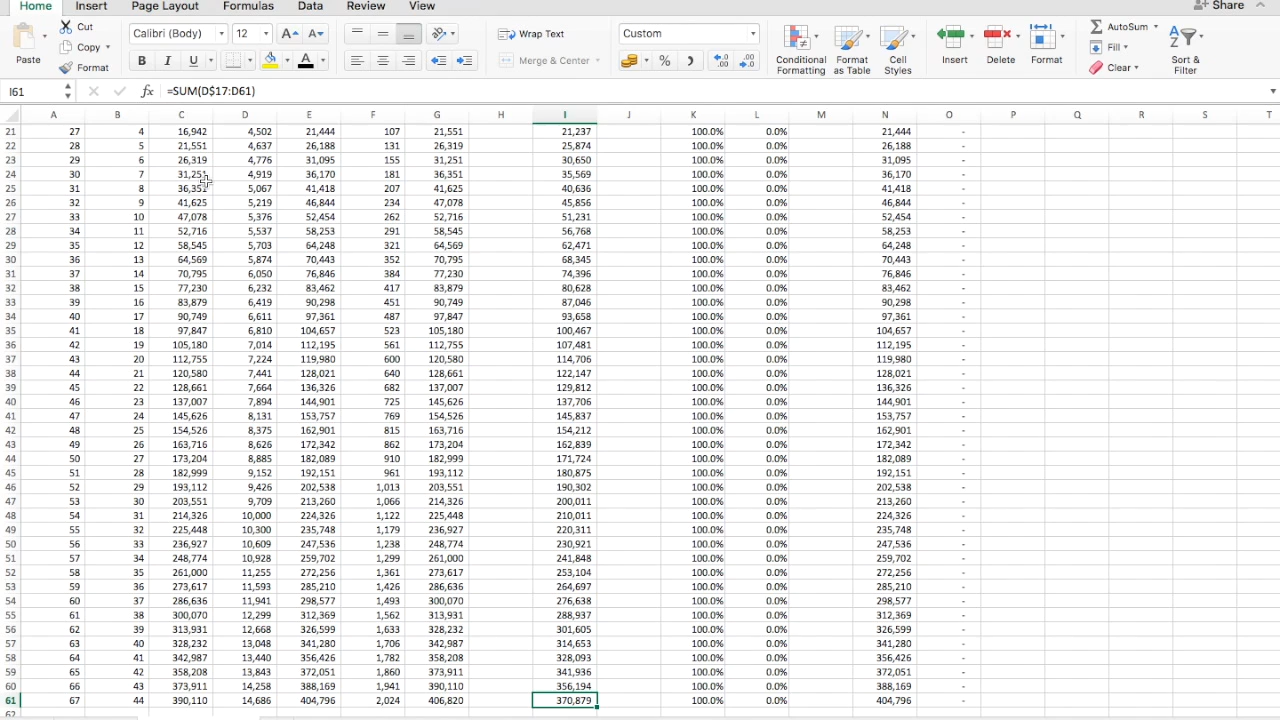 Home Insert Page Layout Formulas Data Review View Share
Cut Calibri (Body) 12 A A Wrap Text Custom AutoSum
Copy Fill
Paste Format B I U A Merge & Center % Conditional Formatting Format as Table Cell Styles Insert Delete Format Clear Sort & Filter
I61 fx =SUM(D$17:D61)
A B C D E F G H I J K L M N O P Q R S T
21 27 4 16,942 4,502 21,444 107 21,551 21,237 100.0% 0.0% 21,444 -
22 28 5 21,551 4,637 26,188 131 26,319 25,874 100.0% 0.0% 26,188 -
23 29 6 26,319 4,776 31,095 155 31,251 30,650 100.0% 0.0% 31,095 -
24 30 7 31,251 4,919 36,170 181 36,351 35,569 100.0% 0.0% 36,170 -
25 31 8 36,351 5,067 41,418 207 41,625 40,636 100.0% 0.0% 41,418 -
26 32 9 41,625 5,219 46,844 234 47,078 45,856 100.0% 0.0% 46,844 -
27 33 10 47,078 5,376 52,454 262 52,716 51,231 100.0% 0.0% 52,454 -
28 34 11 52,716 5,537 58,253 291 58,545 56,768 100.0% 0.0% 58,253 -
29 35 12 58,545 5,703 64,248 321 64,569 62,471 100.0% 0.0% 64,248 -
30 36 13 64,569 5,874 70,443 352 70,795 68,345 100.0% 0.0% 70,443 -
31 37 14 70,795 6,050 76,846 384 77,230 74,396 100.0% 0.0% 76,846 -
32 38 15 77,230 6,232 83,462 417 83,879 80,628 100.0% 0.0% 83,462 -
33 39 16 83,879 6,419 90,298 451 90,749 87,046 100.0% 0.0% 90,298 -
34 40 17 90,749 6,611 97,361 487 97,847 93,658 100.0% 0.0% 97,361 -
35 41 18 97,847 6,810 104,657 523 105,180 100,467 100.0% 0.0% 104,657 -
36 42 19 105,180 7,014 112,195 561 112,755 107,481 100.0% 0.0% 112,195 -
37 43 20 112,755 7,224 119,980 600 120,580 114,706 100.0% 0.0% 119,980 -
38 44 21 120,580 7,441 128,021 640 128,661 122,147 100.0% 0.0% 128,021 -
39 45 22 128,661 7,664 136,326 682 137,007 129,812 100.0% 0.0% 136,326 -
40 46 23 137,007 7,894 144,901 725 145,626 137,706 100.0% 0.0% 144,901 -
41 47 24 145,626 8,131 153,757 769 154,526 145,837 100.0% 0.0% 153,757 -
42 48 25 154,526 8,375 162,901 815 163,716 154,212 100.0% 0.0% 162,901 -
43 49 26 163,716 8,626 172,342 862 173,204 162,839 100.0% 0.0% 172,342 -
44 50 27 173,204 8,885 182,089 910 182,999 171,724 100.0% 0.0% 182,089 -
45 51 28 182,999 9,152 192,151 961 193,112 180,875 100.0% 0.0% 192,151 -
46 52 29 193,112 9,426 202,538 1,013 203,551 190,302 100.0% 0.0% 202,538 -
47 53 30 203,551 9,709 213,260 1,066 214,326 200,011 100.0% 0.0% 213,260 -
48 54 31 214,326 10,000 224,326 1,122 225,448 210,011 100.0% 0.0% 224,326 -
49 55 32 225,448 10,300 235,748 1,179 236,927 220,311 100.0% 0.0% 235,748 -
50 56 33 236,927 10,609 247,536 1,238 248,774 230,921 100.0% 0.0% 247,536 -
51 57 34 248,774 10,928 259,702 1,299 261,000 241,848 100.0% 0.0% 259,702 -
52 58 35 261,000 11,255 272,256 1,361 273,617 253,104 100.0% 0.0% 272,256 -
53 59 36 273,617 11,593 285,210 1,426 286,636 264,697 100.0% 0.0% 285,210 -
54 60 37 286,636 11,941 298,577 1,493 300,070 276,638 100.0% 0.0% 298,577 -
55 61 38 300,070 12,299 312,369 1,562 313,931 288,937 100.0% 0.0% 312,369 -
56 62 39 313,931 12,668 326,599 1,633 328,232 301,605 100.0% 0.0% 326,599 -
57 63 40 328,232 13,048 341,280 1,706 342,987 314,653 100.0% 0.0% 341,280 -
58 64 41 342,987 13,440 356,426 1,782 358,208 328,093 100.0% 0.0% 356,426 -
59 65 42 358,208 13,843 372,051 1,860 373,911 341,936 100.0% 0.0% 372,051 -
60 66 43 373,911 14,258 388,169 1,941 390,110 356,194 100.0% 0.0% 388,169 -
61 67 44 390,110 14,686 404,796 2,024 406,820 370,879 100.0% 0.0% 404,796 -
62